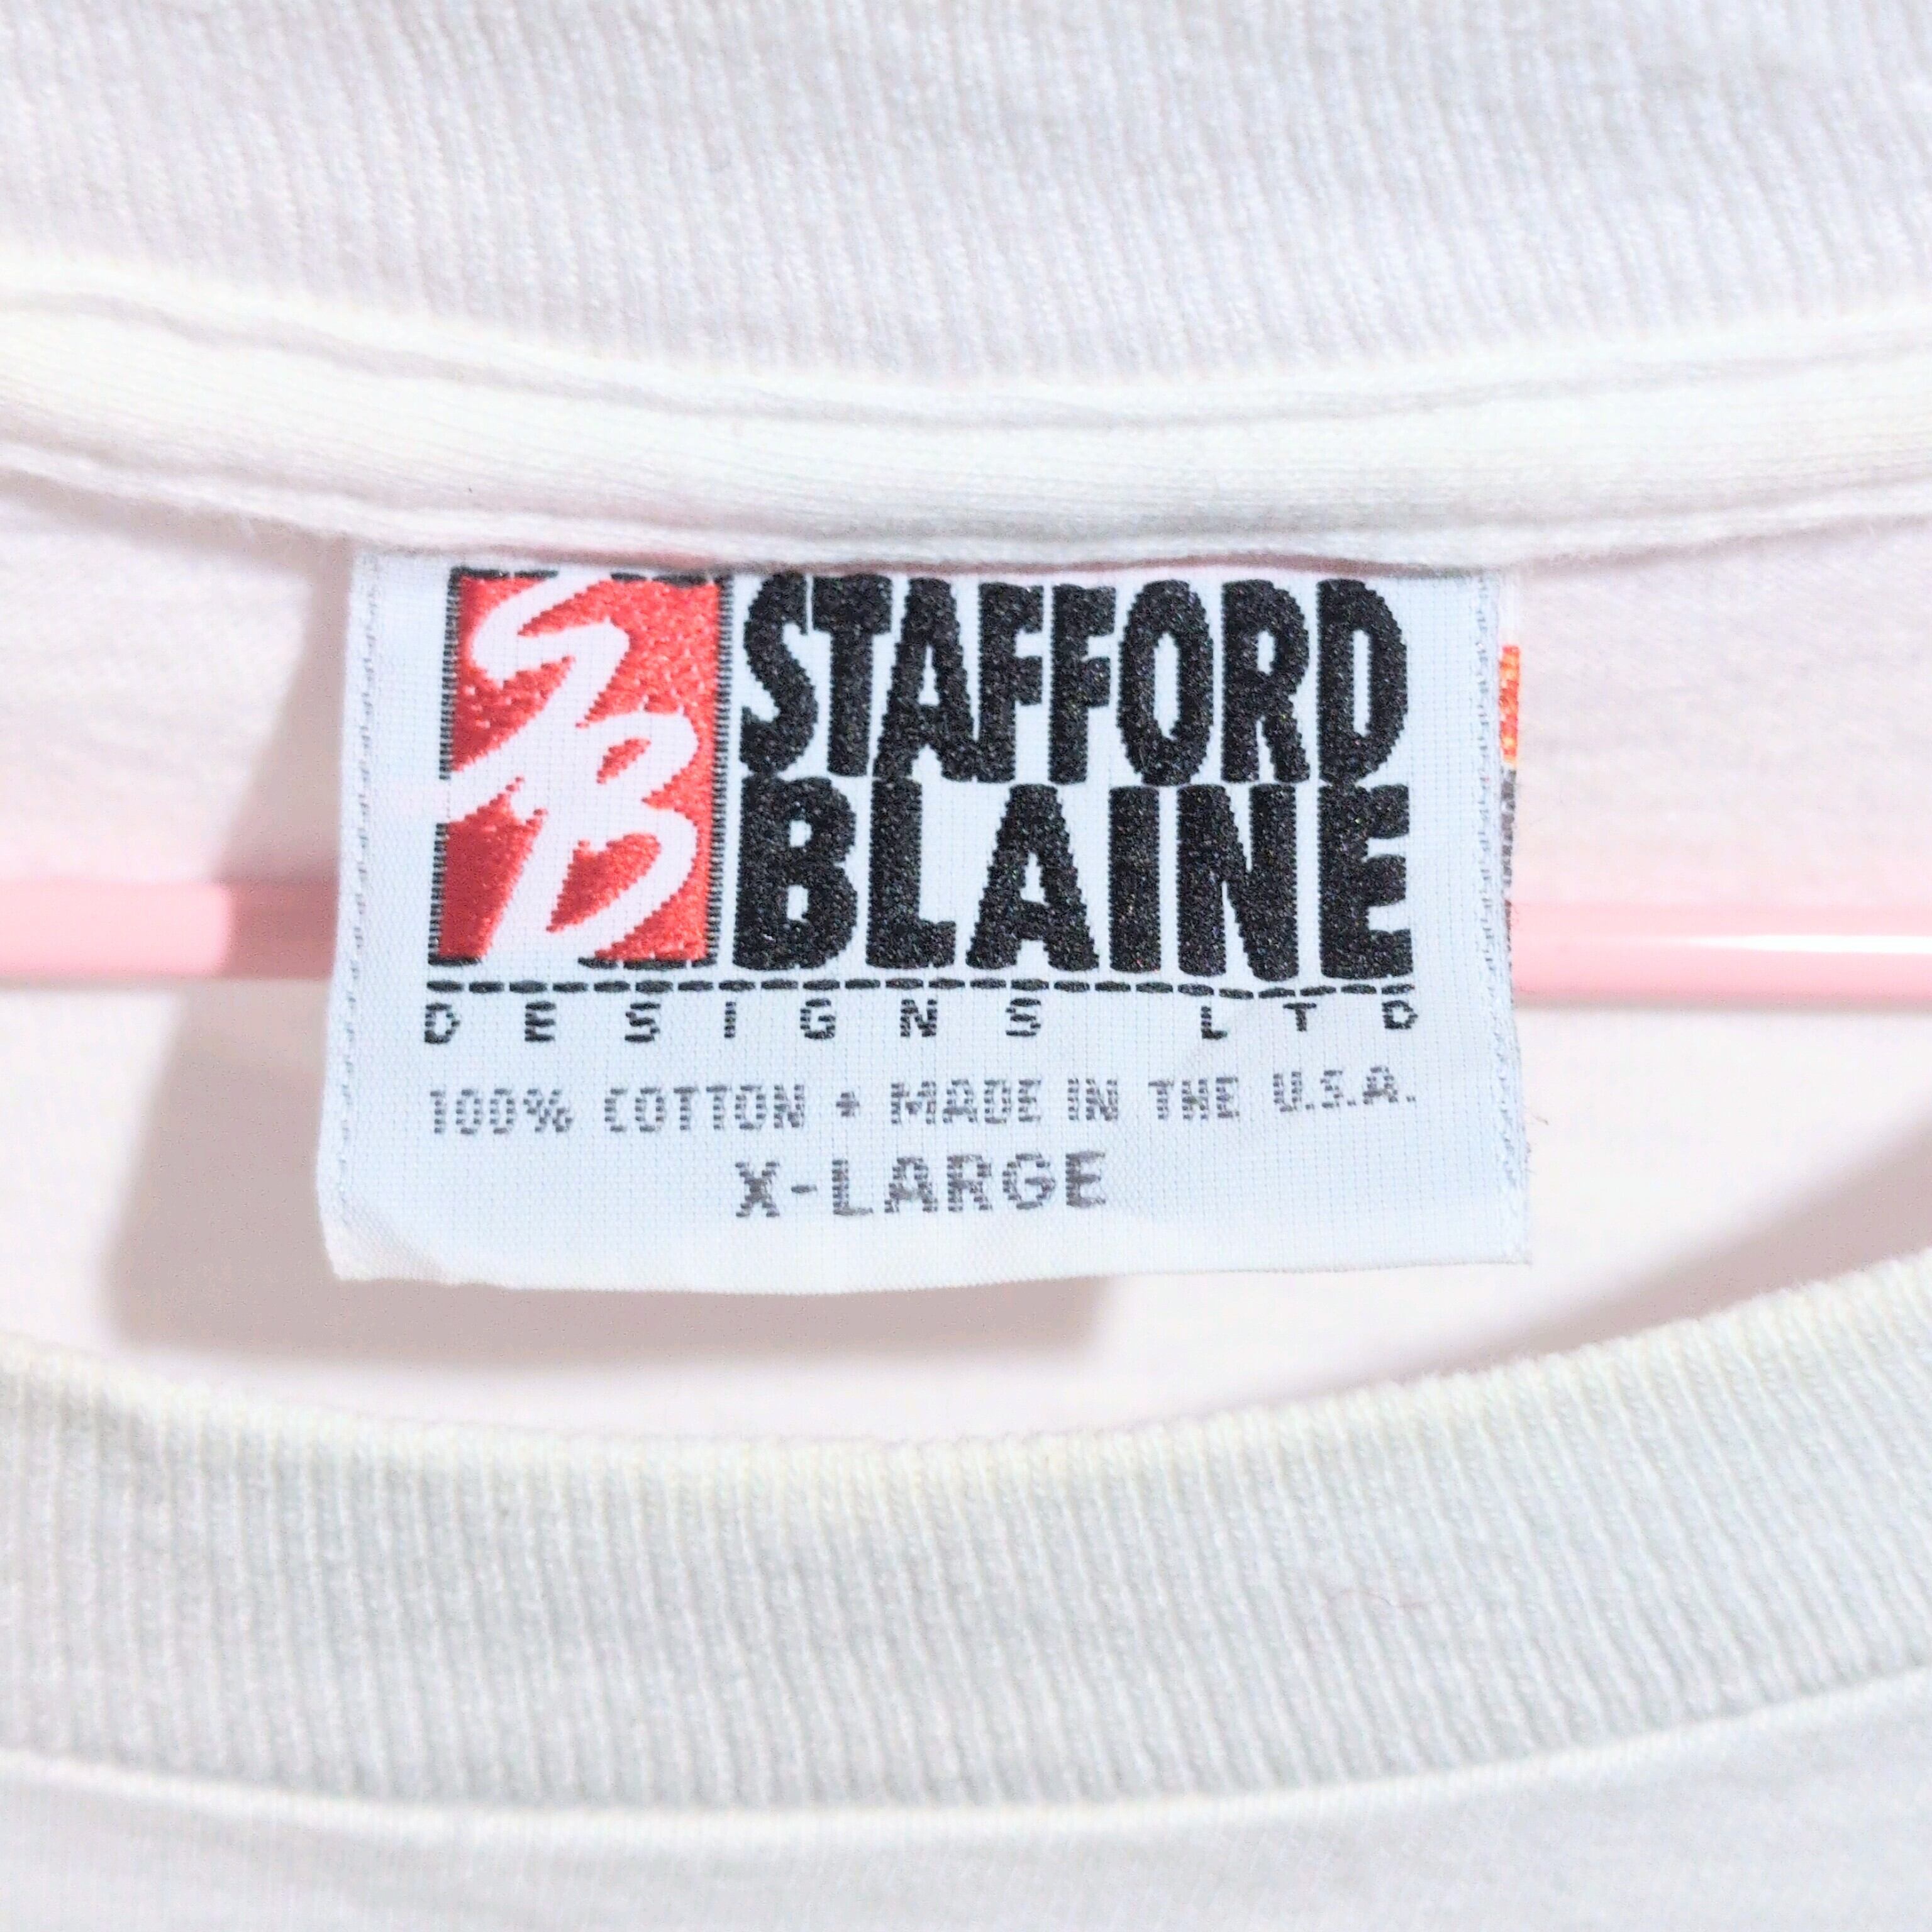 SB
STAFFORD
BLAINE
DESIGNS LTD
100% COTTON • MADE IN THE U.S.A.
X-LARGE